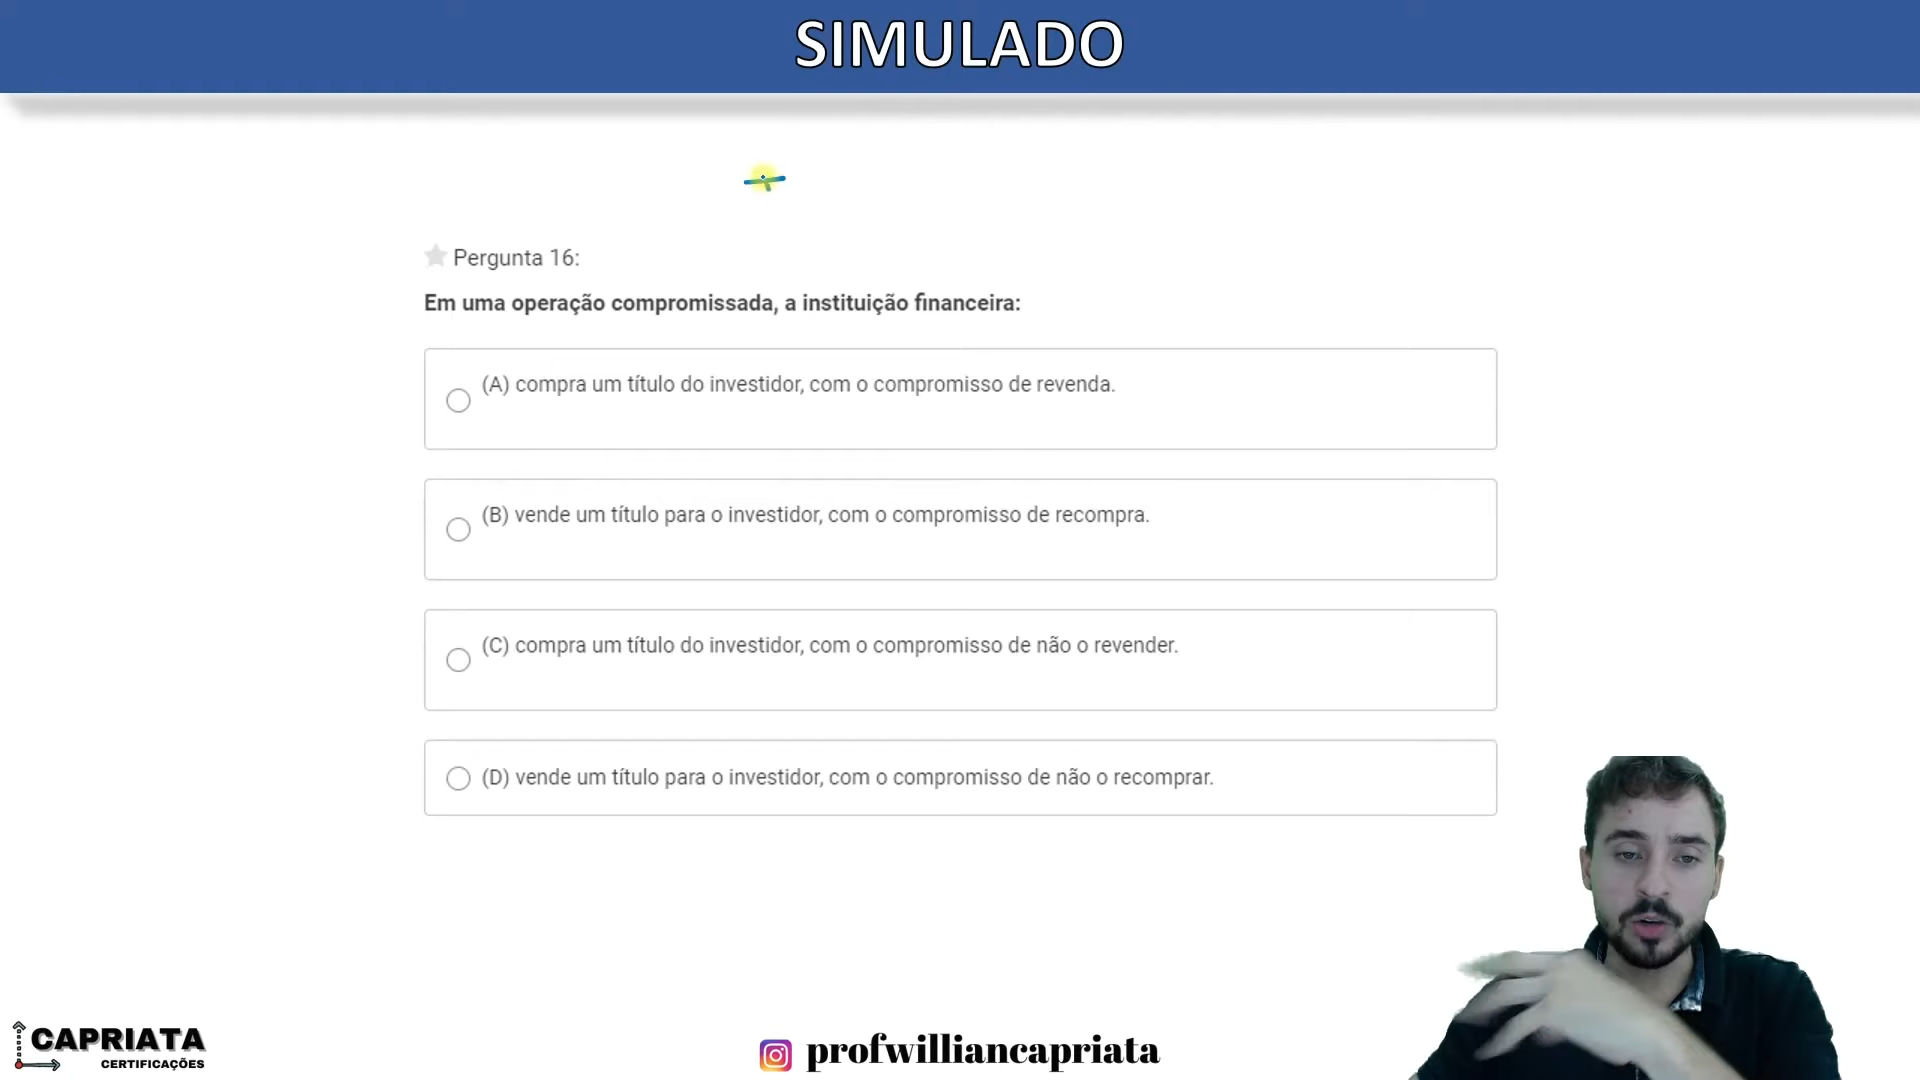 SIMULADO
Pergunta 16:
Em uma operação compromissada, a instituição financeira:
(A) compra um título do investidor, com o compromisso de revenda.
(B) vende um título para o investidor, com o compromisso de recompra.
(C) compra um título do investidor, com o compromisso de não o revender.
(D) vende um título para o investidor, com o compromisso de não o recomprar.
CAPRIATA
CERTIFICAÇÕES
profwilliancapriata